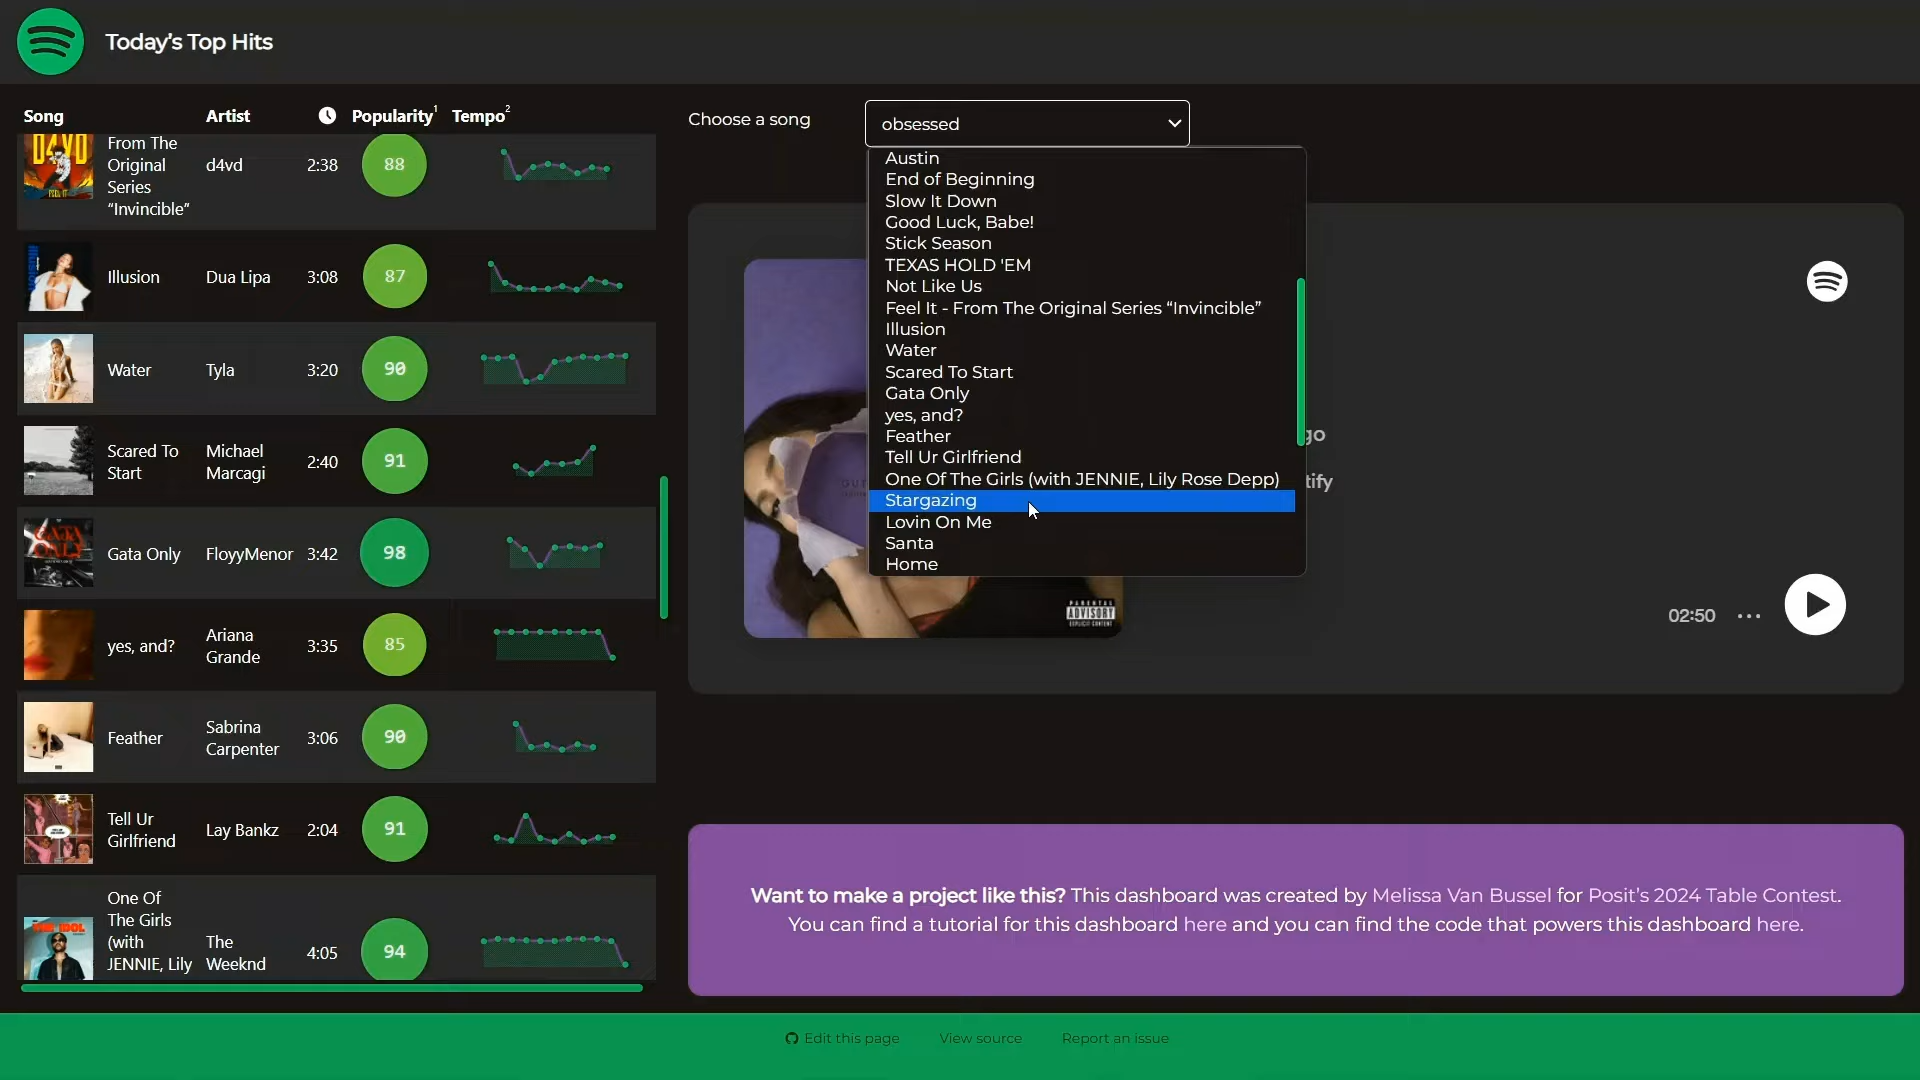 Today's Top Hits
Song Artist Popularity¹ Tempo²
From The
Original
Series
“Invincible”
d4vd
2:38
88
Illusion
Dua Lipa
3:08
87
Water
Tyla
3:20
90
Scared To
Start
Michael
Marcagi
2:40
91
Gata Only
FloyyMenor
3:42
98
yes, and?
Ariana
Grande
3:35
85
Feather
Sabrina
Carpenter
3:06
90
Tell Ur
Girlfriend
Lay Bankz
2:04
91
One Of
The Girls
(with
JENNIE, Lily
The
Weeknd
4:05
94
Choose a song
obsessed
Austin
End of Beginning
Slow It Down
Good Luck, Babe!
Stick Season
TEXAS HOLD 'EM
Not Like Us
Feel It - From The Original Series “Invincible”
Illusion
Water
Scared To Start
Gata Only
yes, and?
Feather
Tell Ur Girlfriend
One Of The Girls (with JENNIE, Lily Rose Depp)
Stargazing
Lovin On Me
Santa
Home
go
tify
PARENTAL
ADVISORY
EXPLICIT CONTENT
02:50
Want to make a project like this? This dashboard was created by Melissa Van Bussel for Posit's 2024 Table Contest.
You can find a tutorial for this dashboard here and you can find the code that powers this dashboard here.
Edit this page View source Report an issue